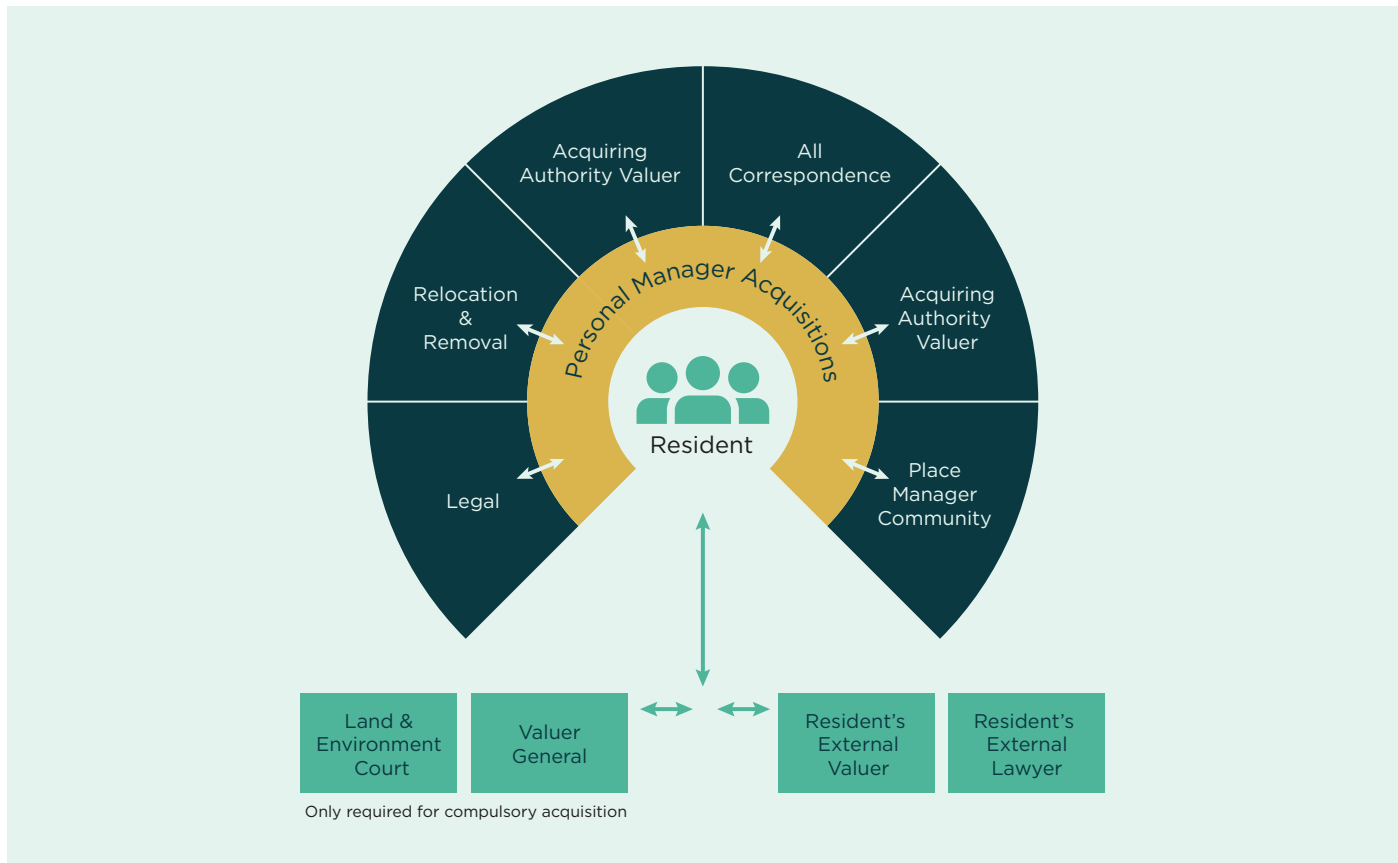 Acquiring
Authority Valuer
All
Correspondence
Relocation
&
Removal
Acquiring
Authority
Valuer
Personal Manager Acquisitions
Legal
Resident
Place
Manager
Community
Land &
Environment
Court
Valuer
General
Resident’s
External
Valuer
Resident’s
External
Lawyer
Only required for compulsory acquisition